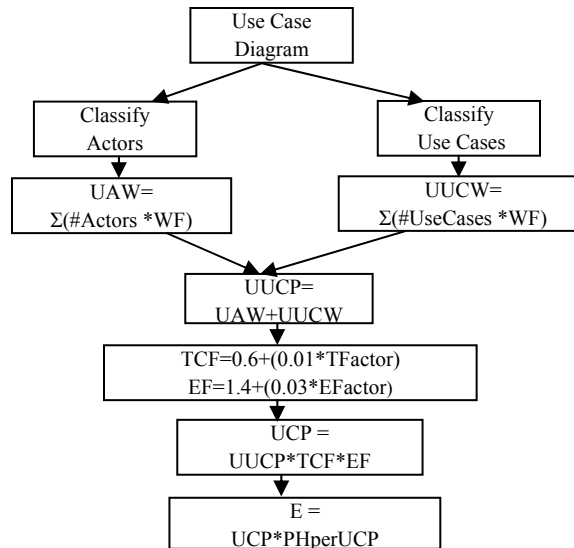 Use Case
Diagram
Classify
Actors
Classify
Use Cases
UAW=
Σ(#Actors *WF)
UUCW=
Σ(#UseCases *WF)
UUCP=
UAW+UUCW
TCF=0.6+(0.01*TFactor)
EF=1.4+(0.03*EFactor)
UCP =
UUCP*TCF*EF
E =
UCP*PHperUCP